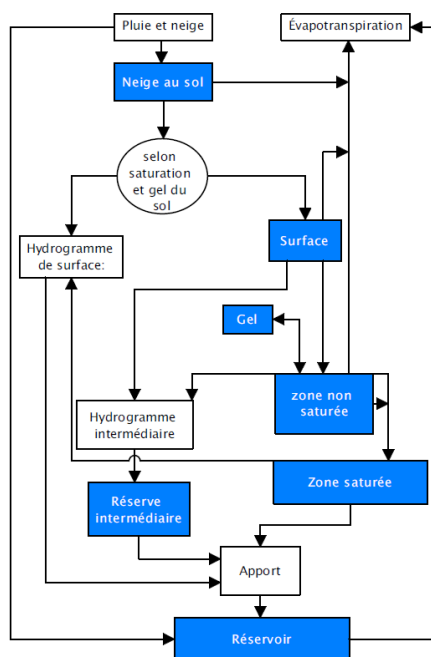 Pluie et neige
Évapotranspiration
Neige au sol
selon
saturation
et gel du
sol
Hydrogramme
de surface:
Surface
Gel
zone non
saturée
Hydrogramme
intermédiaire
Zone saturée
Réserve
intermédiaire
Apport
Réservoir